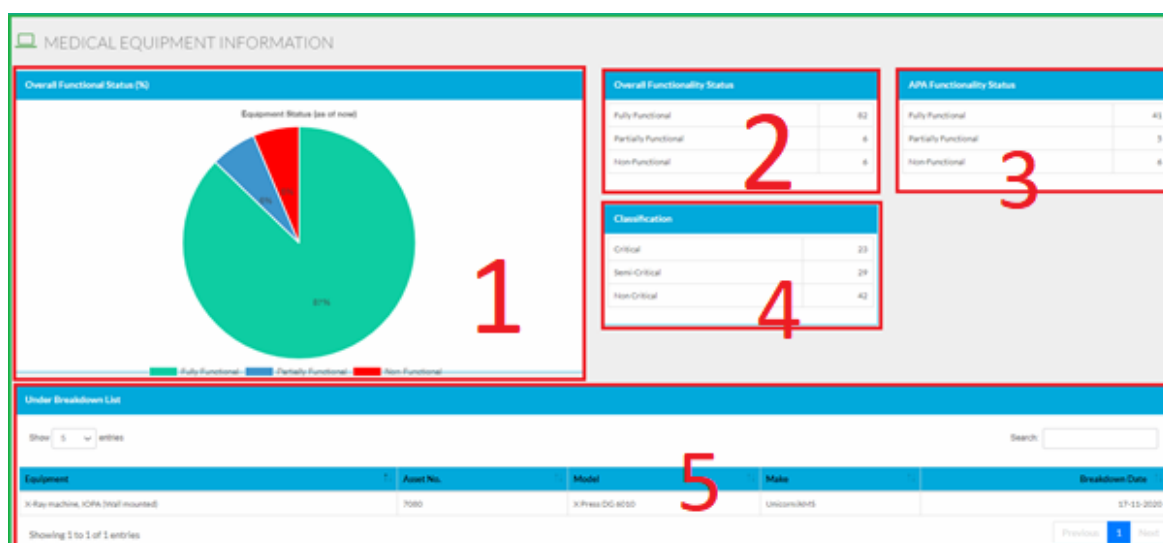 MEDICAL EQUIPMENT INFORMATION
Overall Functional Status (%)
Equipment Status (as of now)
6%
87%
1
Fully Functional Partially Functional Non Functional
Overall Functionality Status
Fully Functional 82
Partially Functional 6
Non-Functional 6
2
APA Functionality Status
Fully Functional 41
Partially Functional 5
Non-Functional 6
3
Classification
Critical 23
Semi-Critical 29
Non Critical 42
4
Under Breakdown List
Show 5 entries
Search:
Equipment Asset No. Model Make Breakdown Date
X-Ray machine, IOPA (Wall mounted) 7080 X Press DG 6010 17-11-2020
5
Showing 1 to 1 of 1 entries
Previous 1 Next